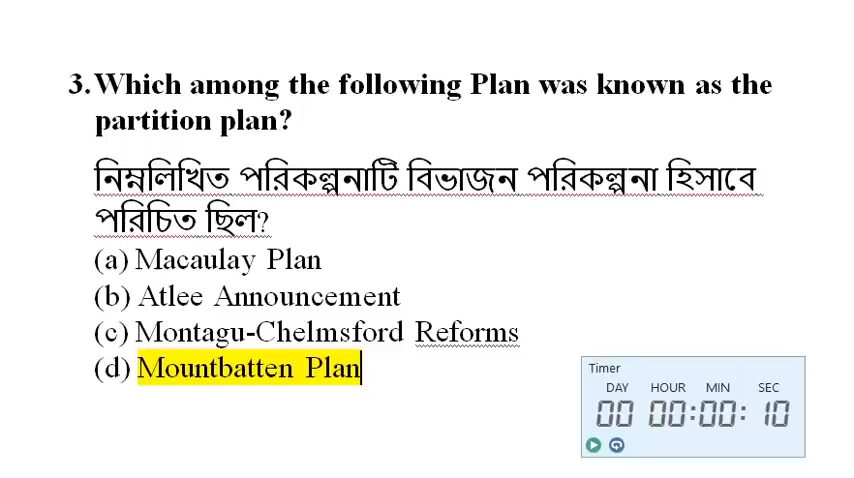 3. Which among the following Plan was known as the
partition plan?
নিম্নলিখিত পরিকল্পনাটি বিভাজন পরিকল্পনা হিসাবে
পরিচিত ছিল?
(a) Macaulay Plan
(b) Atlee Announcement
(c) Montagu-Chelmsford Reforms
(d) Mountbatten Plan
Timer
DAY HOUR MIN SEC
00 00:00: 10